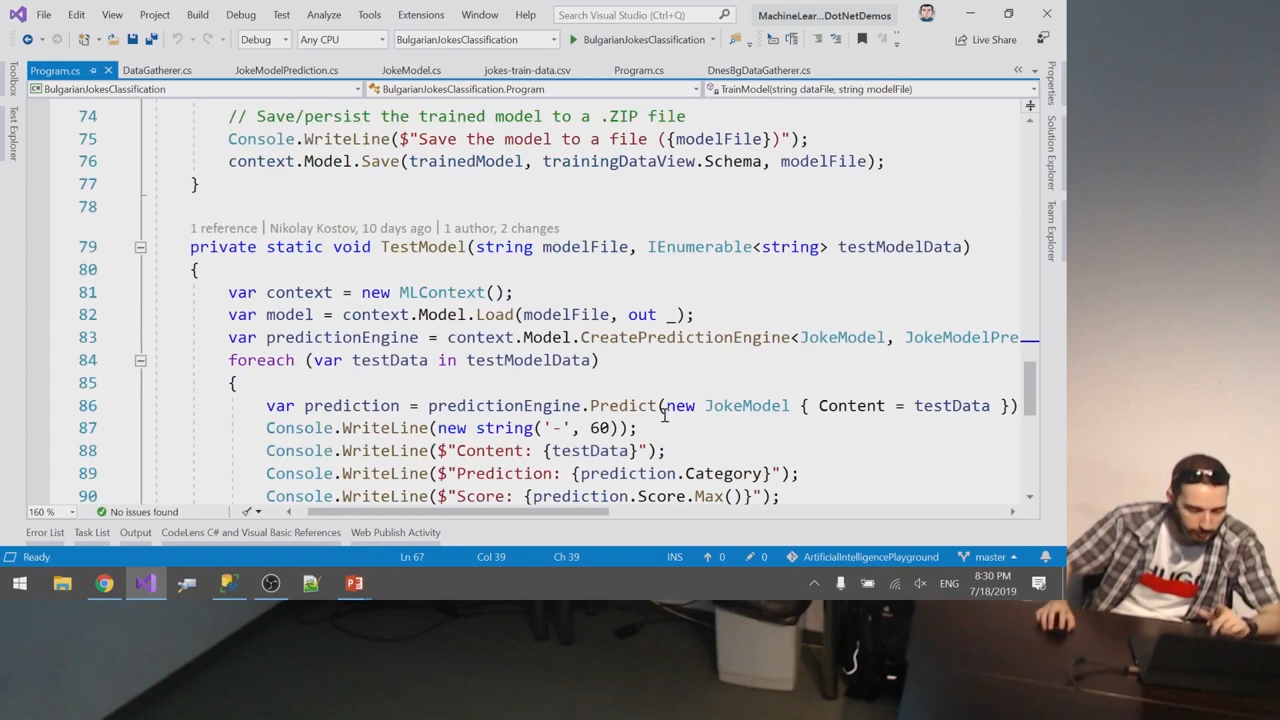 File Edit View Project Build Debug Test Analyze Tools Extensions Window Help Search Visual Studio (Ctrl+Q) MachineLear...DotNetDemos
Debug Any CPU BulgarianJokesClassification BulgarianJokesClassification Live Share
Program.cs DataGatherer.cs JokeModelPrediction.cs JokeModel.cs jokes-train-data.csv Program.cs DnesBgDataGatherer.cs
BulgarianJokesClassification BulgarianJokesClassification.Program TrainModel(string dataFile, string modelFile)
Toolbox
Test Explorer
Properties
Solution Explorer
Team Explorer
74 // Save/persist the trained model to a .ZIP file
75 Console.WriteLine($"Save the model to a file ({modelFile})");
76 context.Model.Save(trainedModel, trainingDataView.Schema, modelFile);
77 }
78
1 reference | Nikolay Kostov, 10 days ago | 1 author, 2 changes
79 private static void TestModel(string modelFile, IEnumerable<string> testModelData)
80 {
81 var context = new MLContext();
82 var model = context.Model.Load(modelFile, out _);
83 var predictionEngine = context.Model.CreatePredictionEngine<JokeModel, JokeModelPre
84 foreach (var testData in testModelData)
85 {
86 var prediction = predictionEngine.Predict(new JokeModel { Content = testData })
87 Console.WriteLine(new string('-', 60));
88 Console.WriteLine($"Content: {testData}");
89 Console.WriteLine($"Prediction: {prediction.Category}");
90 Console.WriteLine($"Score: {prediction.Score.Max()}");
160 % No issues found
Error List Task List Output CodeLens C# and Visual Basic References Web Publish Activity
Ready Ln 67 Col 39 Ch 39 INS 0 0 ArtificialIntelligencePlayground master
ENG 8:30 PM
7/18/2019